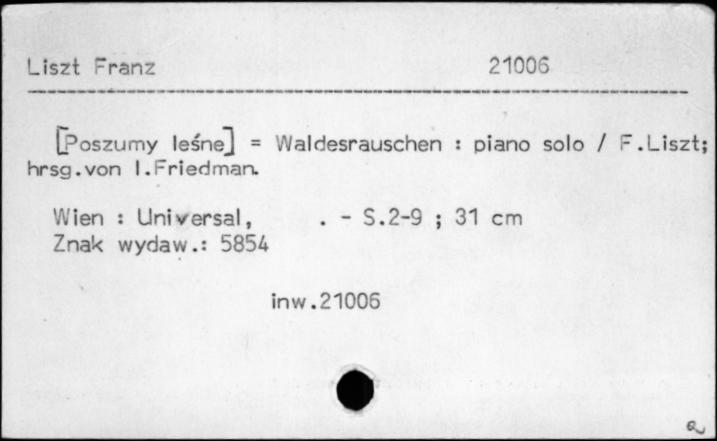 Liszt Franz 21006
[Poszumy leśne] = Waldesrauschen : piano solo / F.Liszt;
hrsg.von I.Friedman.
Wien : Universal, . - S.2-9 ; 31 cm
Znak wydaw.: 5854
inw.21006